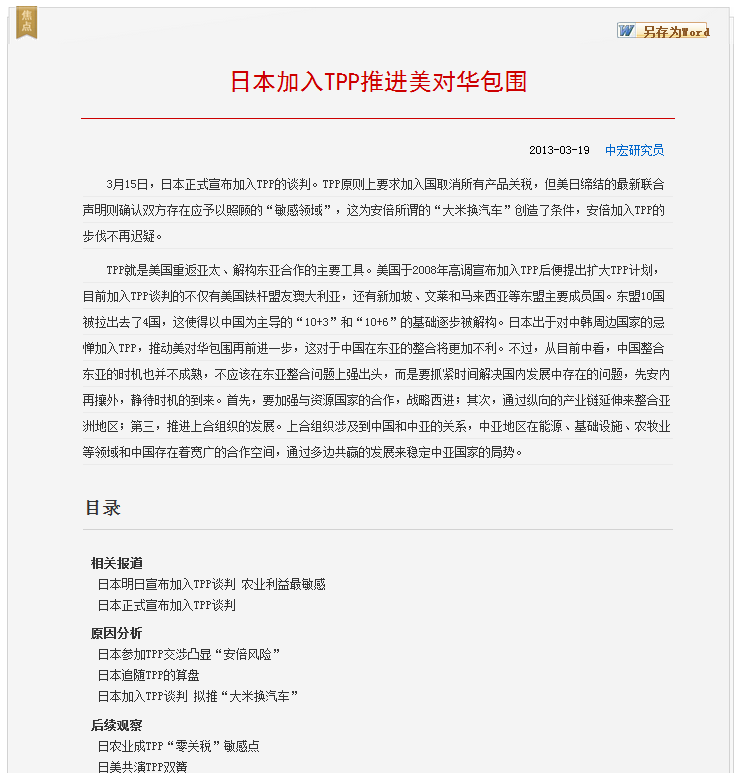 焦点
另存为Word
日本加入TPP推进美对华包围
2013-03-19 中宏研究员
3月15日，日本正式宣布加入TPP的谈判。TPP原则上要求加入国取消所有产品关税，但美日缔结的最新联合
声明则确认双方存在应予以照顾的“敏感领域”，这为安倍所谓的“大米换汽车”创造了条件，安倍加入TPP的
步伐不再迟疑。
TPP就是美国重返亚太、解构东亚合作的主要工具。美国于2008年高调宣布加入TPP后便提出扩大TPP计划，
目前加入TPP谈判的不仅有美国铁杆盟友澳大利亚，还有新加坡、文莱和马来西亚等东盟主要成员国。东盟10国
被拉出去了4国，这使得以中国为主导的“10+3”和“10+6”的基础逐步被解构。日本出于对中韩周边国家的忌
惮加入TPP，推动美对华包围再前进一步，这对于中国在东亚的整合将更加不利。不过，从目前中看，中国整合
东亚的时机也并不成熟，不应该在东亚整合问题上强出头，而是要抓紧时间解决国内发展中存在的问题，先安内
再攘外，静待时机的到来。首先，要加强与资源国家的合作，战略西进；其次，通过纵向的产业链延伸来整合亚
洲地区；第三，推进上合组织的发展。上合组织涉及到中国和中亚的关系，中亚地区在能源、基础设施、农牧业
等领域和中国存在着宽广的合作空间，通过多边共赢的发展来稳定中亚国家的局势。
目录
相关报道
日本明日宣布加入TPP谈判 农业利益最敏感
日本正式宣布加入TPP谈判
原因分析
日本参加TPP交涉凸显“安倍风险”
日本追随TPP的算盘
日本加入TPP谈判 拟推“大米换汽车”
后续观察
日农业成TPP“零关税”敏感点
日美共演TPP双簧